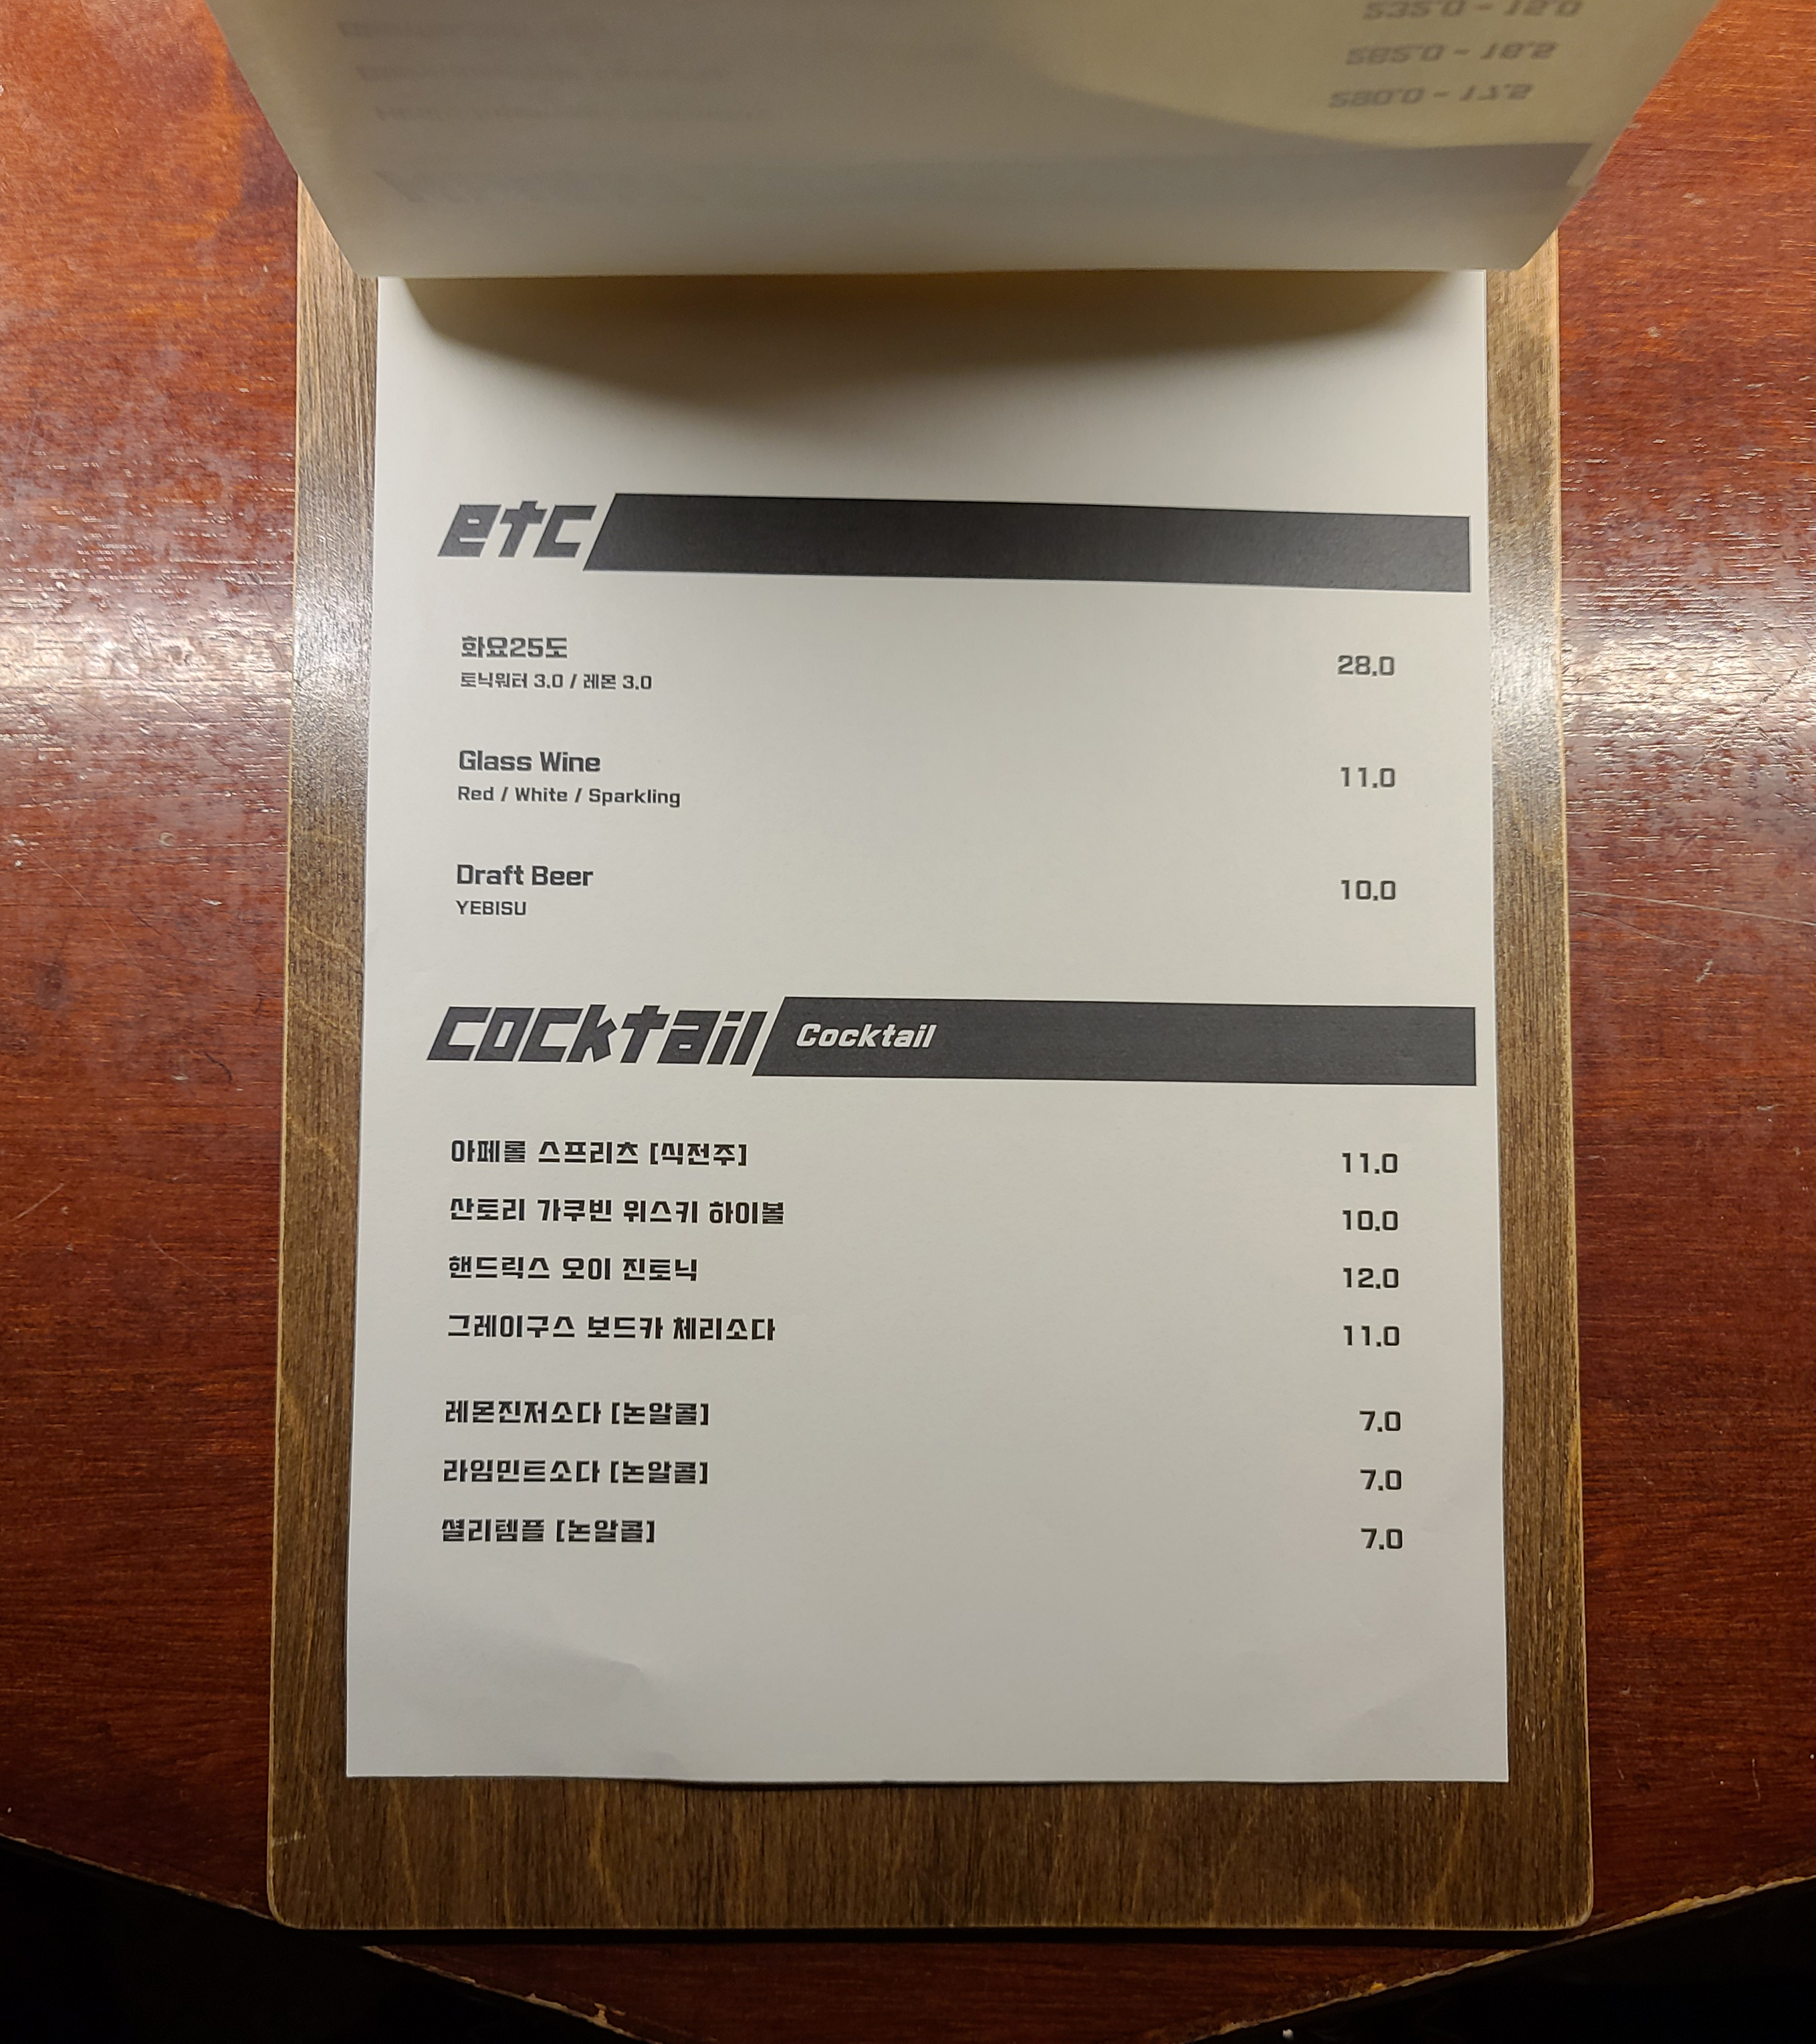 etc
화요25도 28.0
토닉워터 3.0 / 레몬 3.0
Glass Wine 11.0
Red / White / Sparkling
Draft Beer 10.0
YEBISU
cocktail Cocktail
아페롤 스프리츠 [식전주] 11.0
산토리 가쿠빈 위스키 하이볼 10.0
핸드릭스 오이 진토닉 12.0
그레이구스 보드카 체리소다 11.0
레몬진저소다 [논알콜] 7.0
라임민트소다 [논알콜] 7.0
셜리템플 [논알콜] 7.0